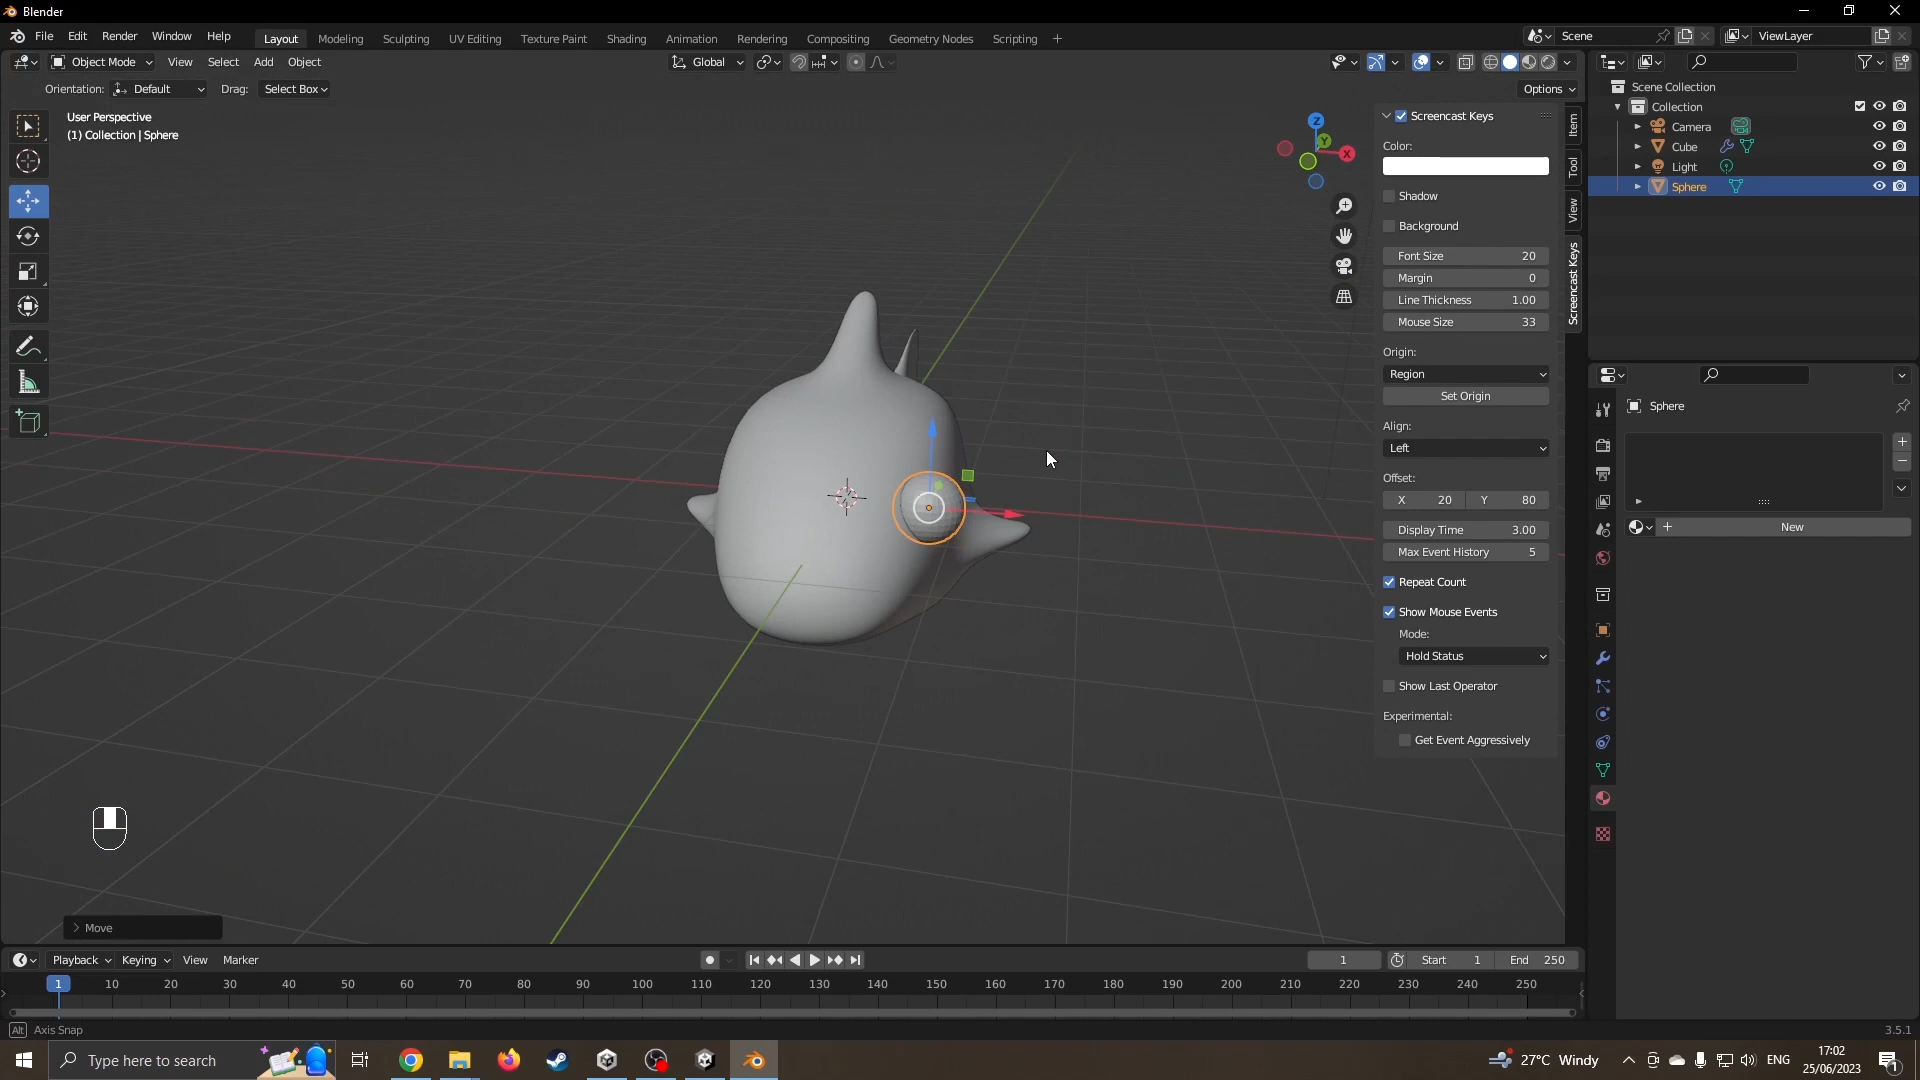 Blender
File Edit Render Window Help
Layout Modeling Sculpting UV Editing Texture Paint Shading Animation Rendering Compositing Geometry Nodes Scripting +
Scene
ViewLayer
Object Mode View Select Add Object
Global
Orientation: Default Drag: Select Box
Options
User Perspective
(1) Collection | Sphere
Z
Y
X
Screencast Keys
Color:
Shadow
Background
Font Size 20
Margin 0
Line Thickness 1.00
Mouse Size 33
Origin:
Region
Set Origin
Align:
Left
Offset:
X 20 Y 80
Display Time 3.00
Max Event History 5
Repeat Count
Show Mouse Events
Mode:
Hold Status
Show Last Operator
Experimental:
Get Event Aggressively
Item
Tool
View
Screencast Keys
Scene Collection
Collection
Camera
Cube
Light
Sphere
Sphere
New
Move
Playback Keying View Marker
1
Start 1 End 250
1 10 20 30 40 50 60 70 80 90 100 110 120 130 140 150 160 170 180 190 200 210 220 230 240 250
Alt Axis Snap
3.5.1
Type here to search
27°C Windy
ENG
17:02
25/06/2023
1